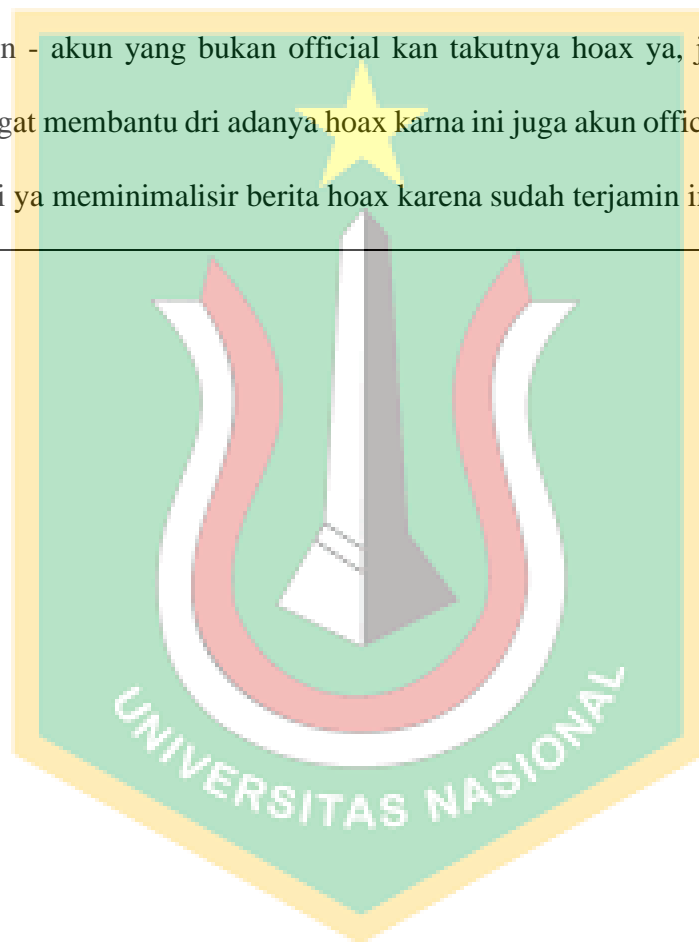 n - akun yang bukan official kan takutnya hoax ya, j
gat membantu dri adanya hoax karna ini juga akun offic
i ya meminimalisir berita hoax karena sudah terjamin i
UNIVERSITAS NASIONAL